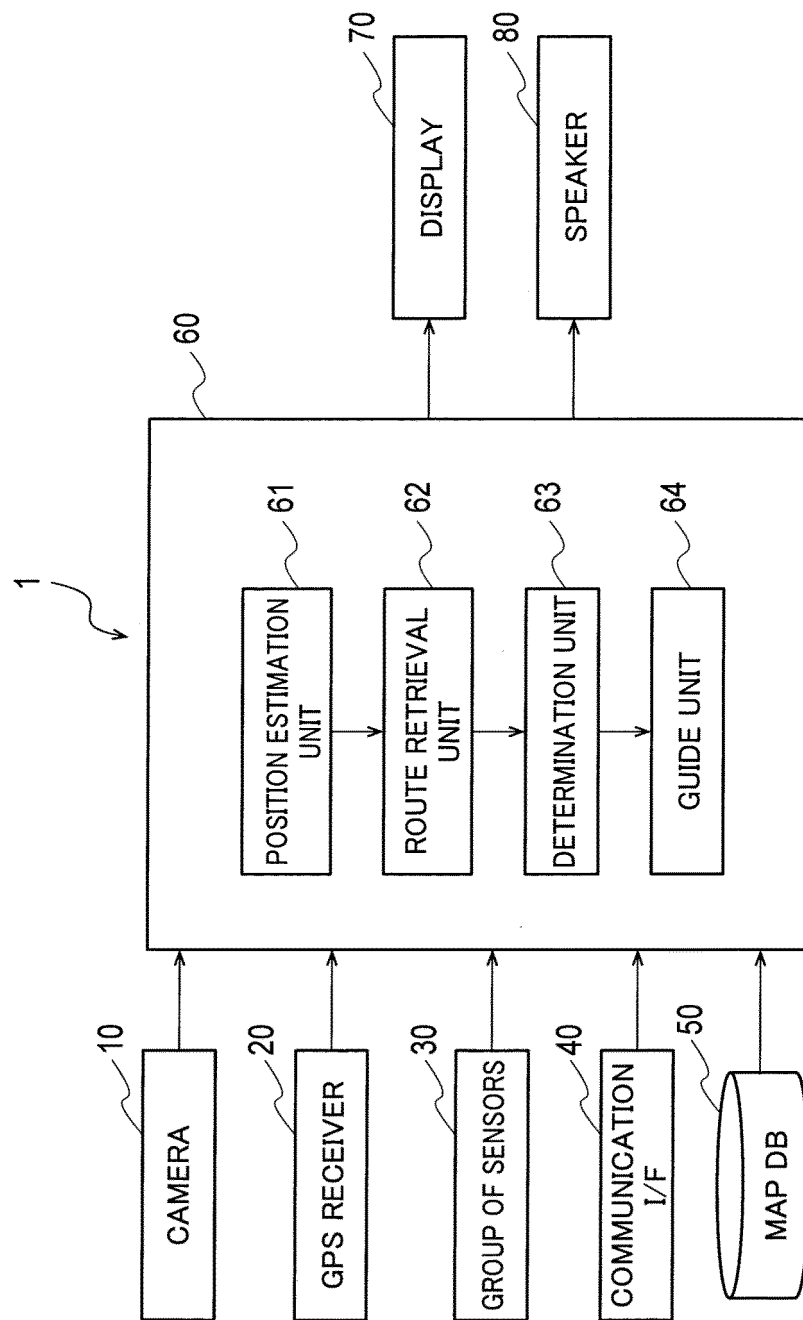 1
10
CAMERA
20
GPS RECEIVER
30
GROUP OF SENSORS
40
COMMUNICATION
I/F
50
MAP DB
60
61
POSITION ESTIMATION
UNIT
62
ROUTE RETRIEVAL
UNIT
63
DETERMINATION UNIT
64
GUIDE UNIT
70
DISPLAY
80
SPEAKER